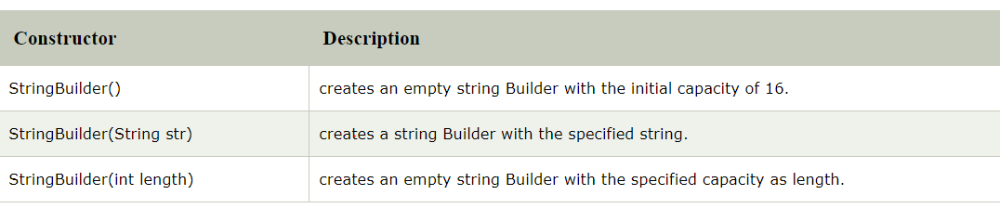 Constructor Description
StringBuilder() creates an empty string Builder with the initial capacity of 16.
StringBuilder(String str) creates a string Builder with the specified string.
StringBuilder(int length) creates an empty string Builder with the specified capacity as length.